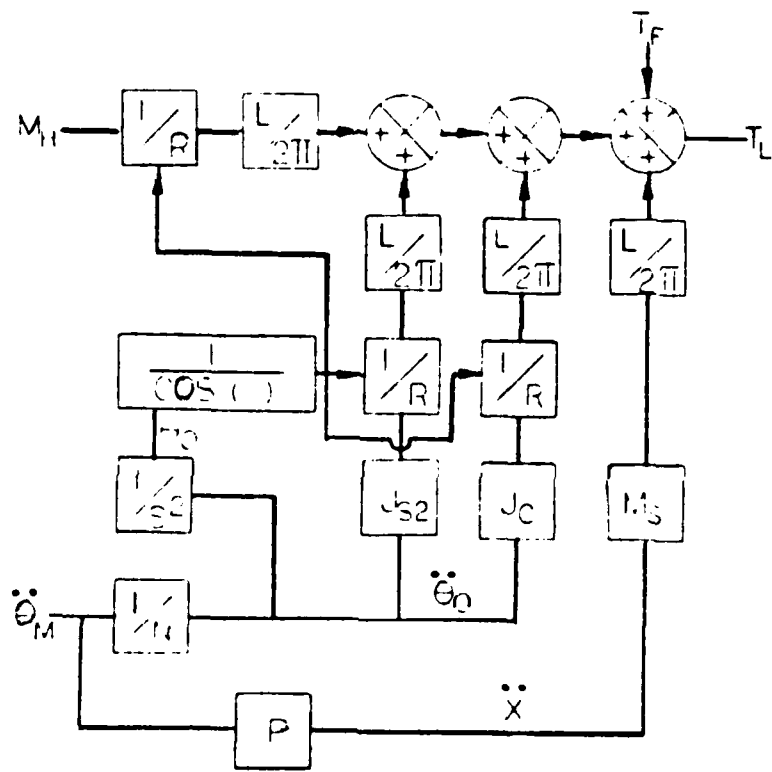 T_F
M_H 1/R L/2π + + + + + + + T_L
L/2π L/2π L/2π
1/COS ( ) 1/R 1/R
1/S² J_S2 J_C M_S
θ̈_M 1/N θ̈_0
P Ẍ